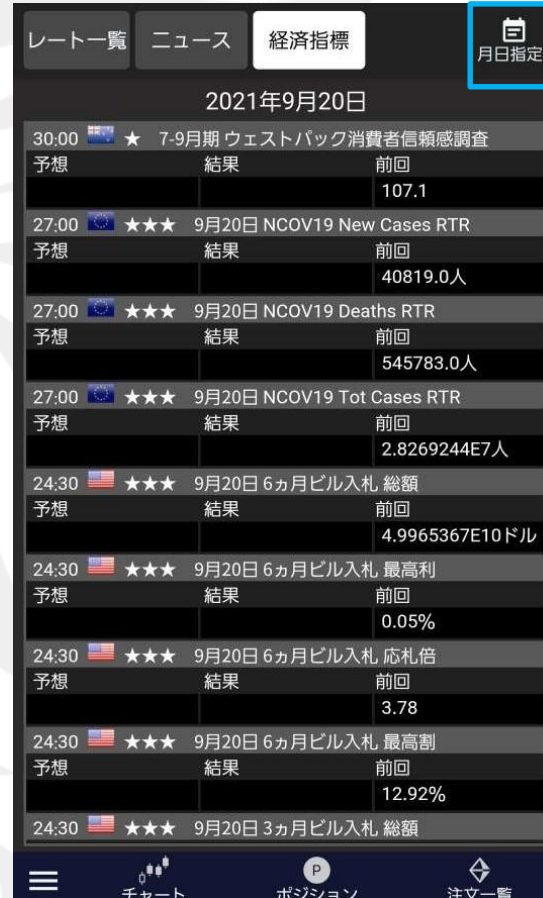 レート一覧 ニュース 経済指標 月日指定
2021年9月20日
30:00 ★ 7-9月期 ウェストパック消費者信頼感調査
予想 結果 前回
107.1
27:00 ★★★ 9月20日 NCOV19 New Cases RTR
予想 結果 前回
40819.0人
27:00 ★★★ 9月20日 NCOV19 Deaths RTR
予想 結果 前回
545783.0人
27:00 ★★★ 9月20日 NCOV19 Tot Cases RTR
予想 結果 前回
2.8269244E7人
24:30 ★★★ 9月20日 6ヵ月ビル入札 総額
予想 結果 前回
4.9965367E10ドル
24:30 ★★★ 9月20日 6ヵ月ビル入札 最高利
予想 結果 前回
0.05%
24:30 ★★★ 9月20日 6ヵ月ビル入札 応札倍
予想 結果 前回
3.78
24:30 ★★★ 9月20日 6ヵ月ビル入札 最高割
予想 結果 前回
12.92%
24:30 ★★★ 9月20日 3ヵ月ビル入札 総額
P
チャート ポジション 注文一覧